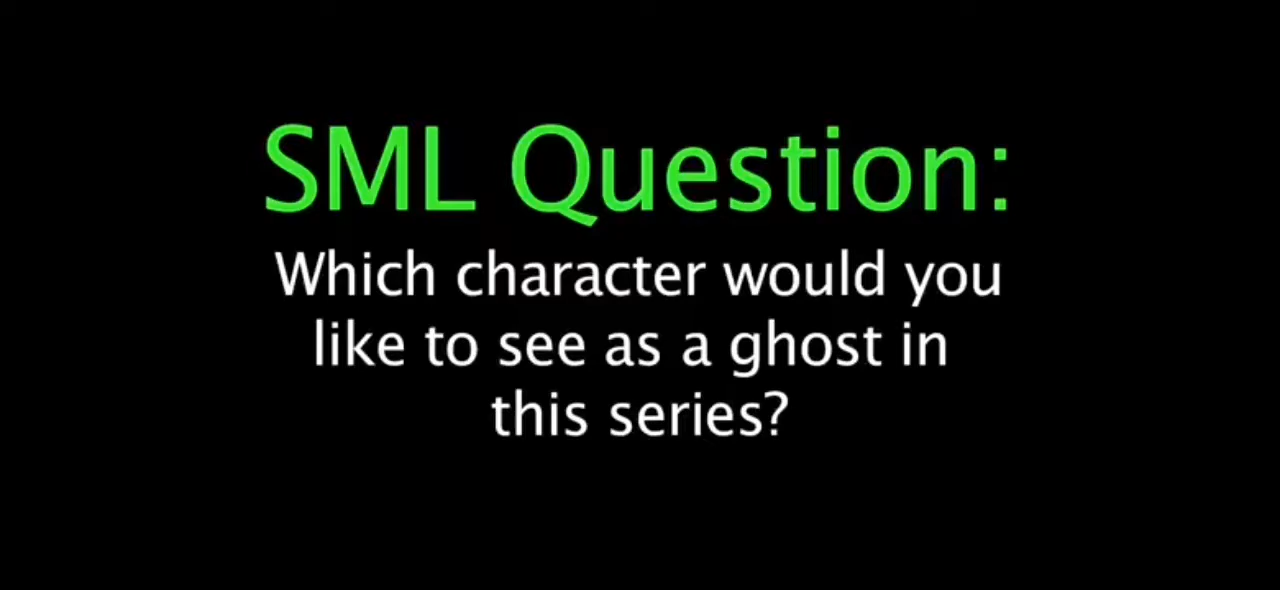 SML Question:
Which character would you
like to see as a ghost in
this series?